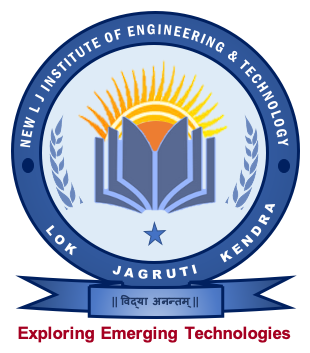 NEW L J INSTITUTE OF ENGINEERING & TECHNOLOGY
LOK JAGRUTI KENDRA
॥ विद्या अनन्तम् ॥
Exploring Emerging Technologies